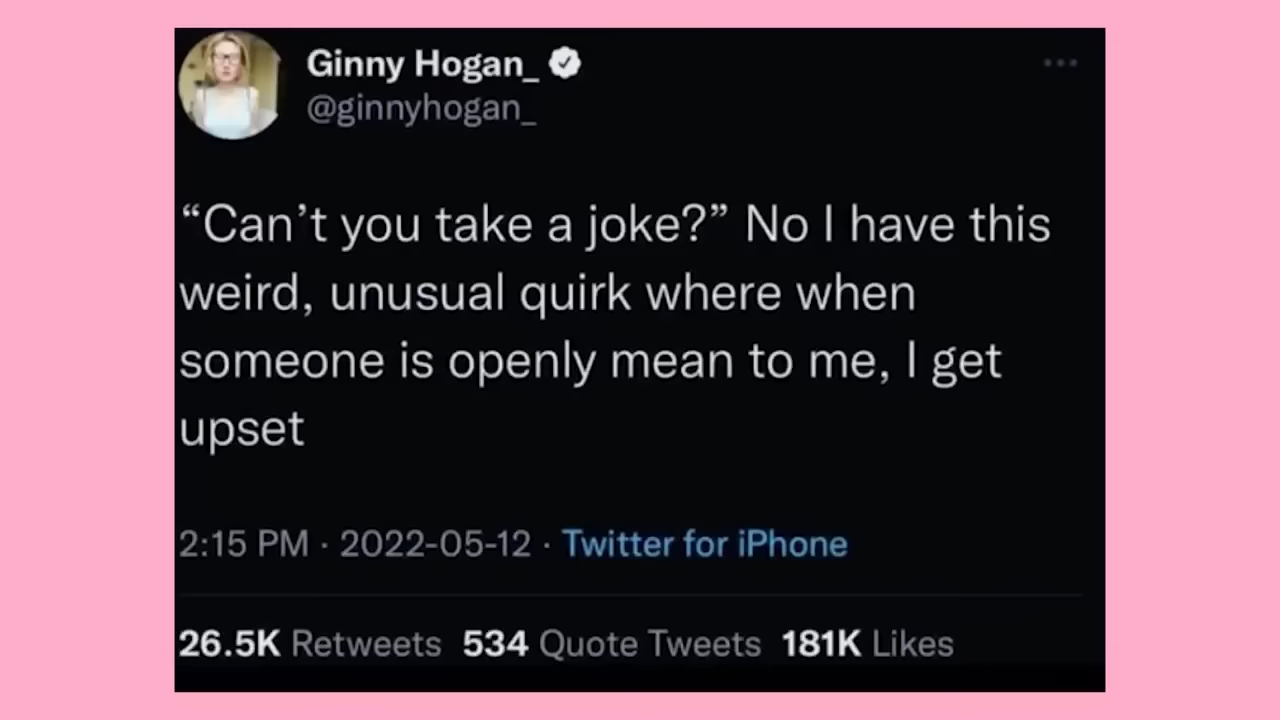 Ginny Hogan_
@ginnyhogan_
“Can’t you take a joke?” No I have this
weird, unusual quirk where when
someone is openly mean to me, I get
upset
2:15 PM · 2022-05-12 · Twitter for iPhone
26.5K Retweets 534 Quote Tweets 181K Likes